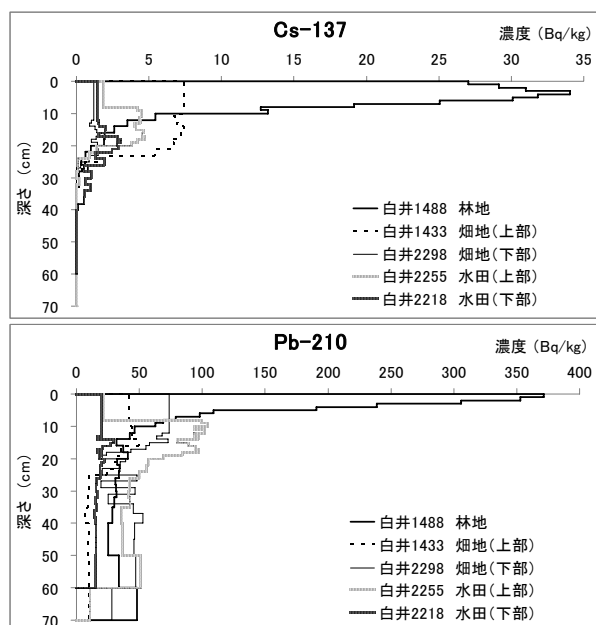 Cs-137
濃度 (Bq/kg)
0 5 10 15 20 25 30 35
0
10
20
30
40
50
60
70
深さ (cm)
白井1488 林地
白井1433 畑地(上部)
白井2298 畑地(下部)
白井2255 水田(上部)
白井2218 水田(下部)
Pb-210
濃度 (Bq/kg)
0 50 100 150 200 250 300 350 400
0
10
20
30
40
50
60
70
深さ (cm)
白井1488 林地
白井1433 畑地(上部)
白井2298 畑地(下部)
白井2255 水田(上部)
白井2218 水田(下部)